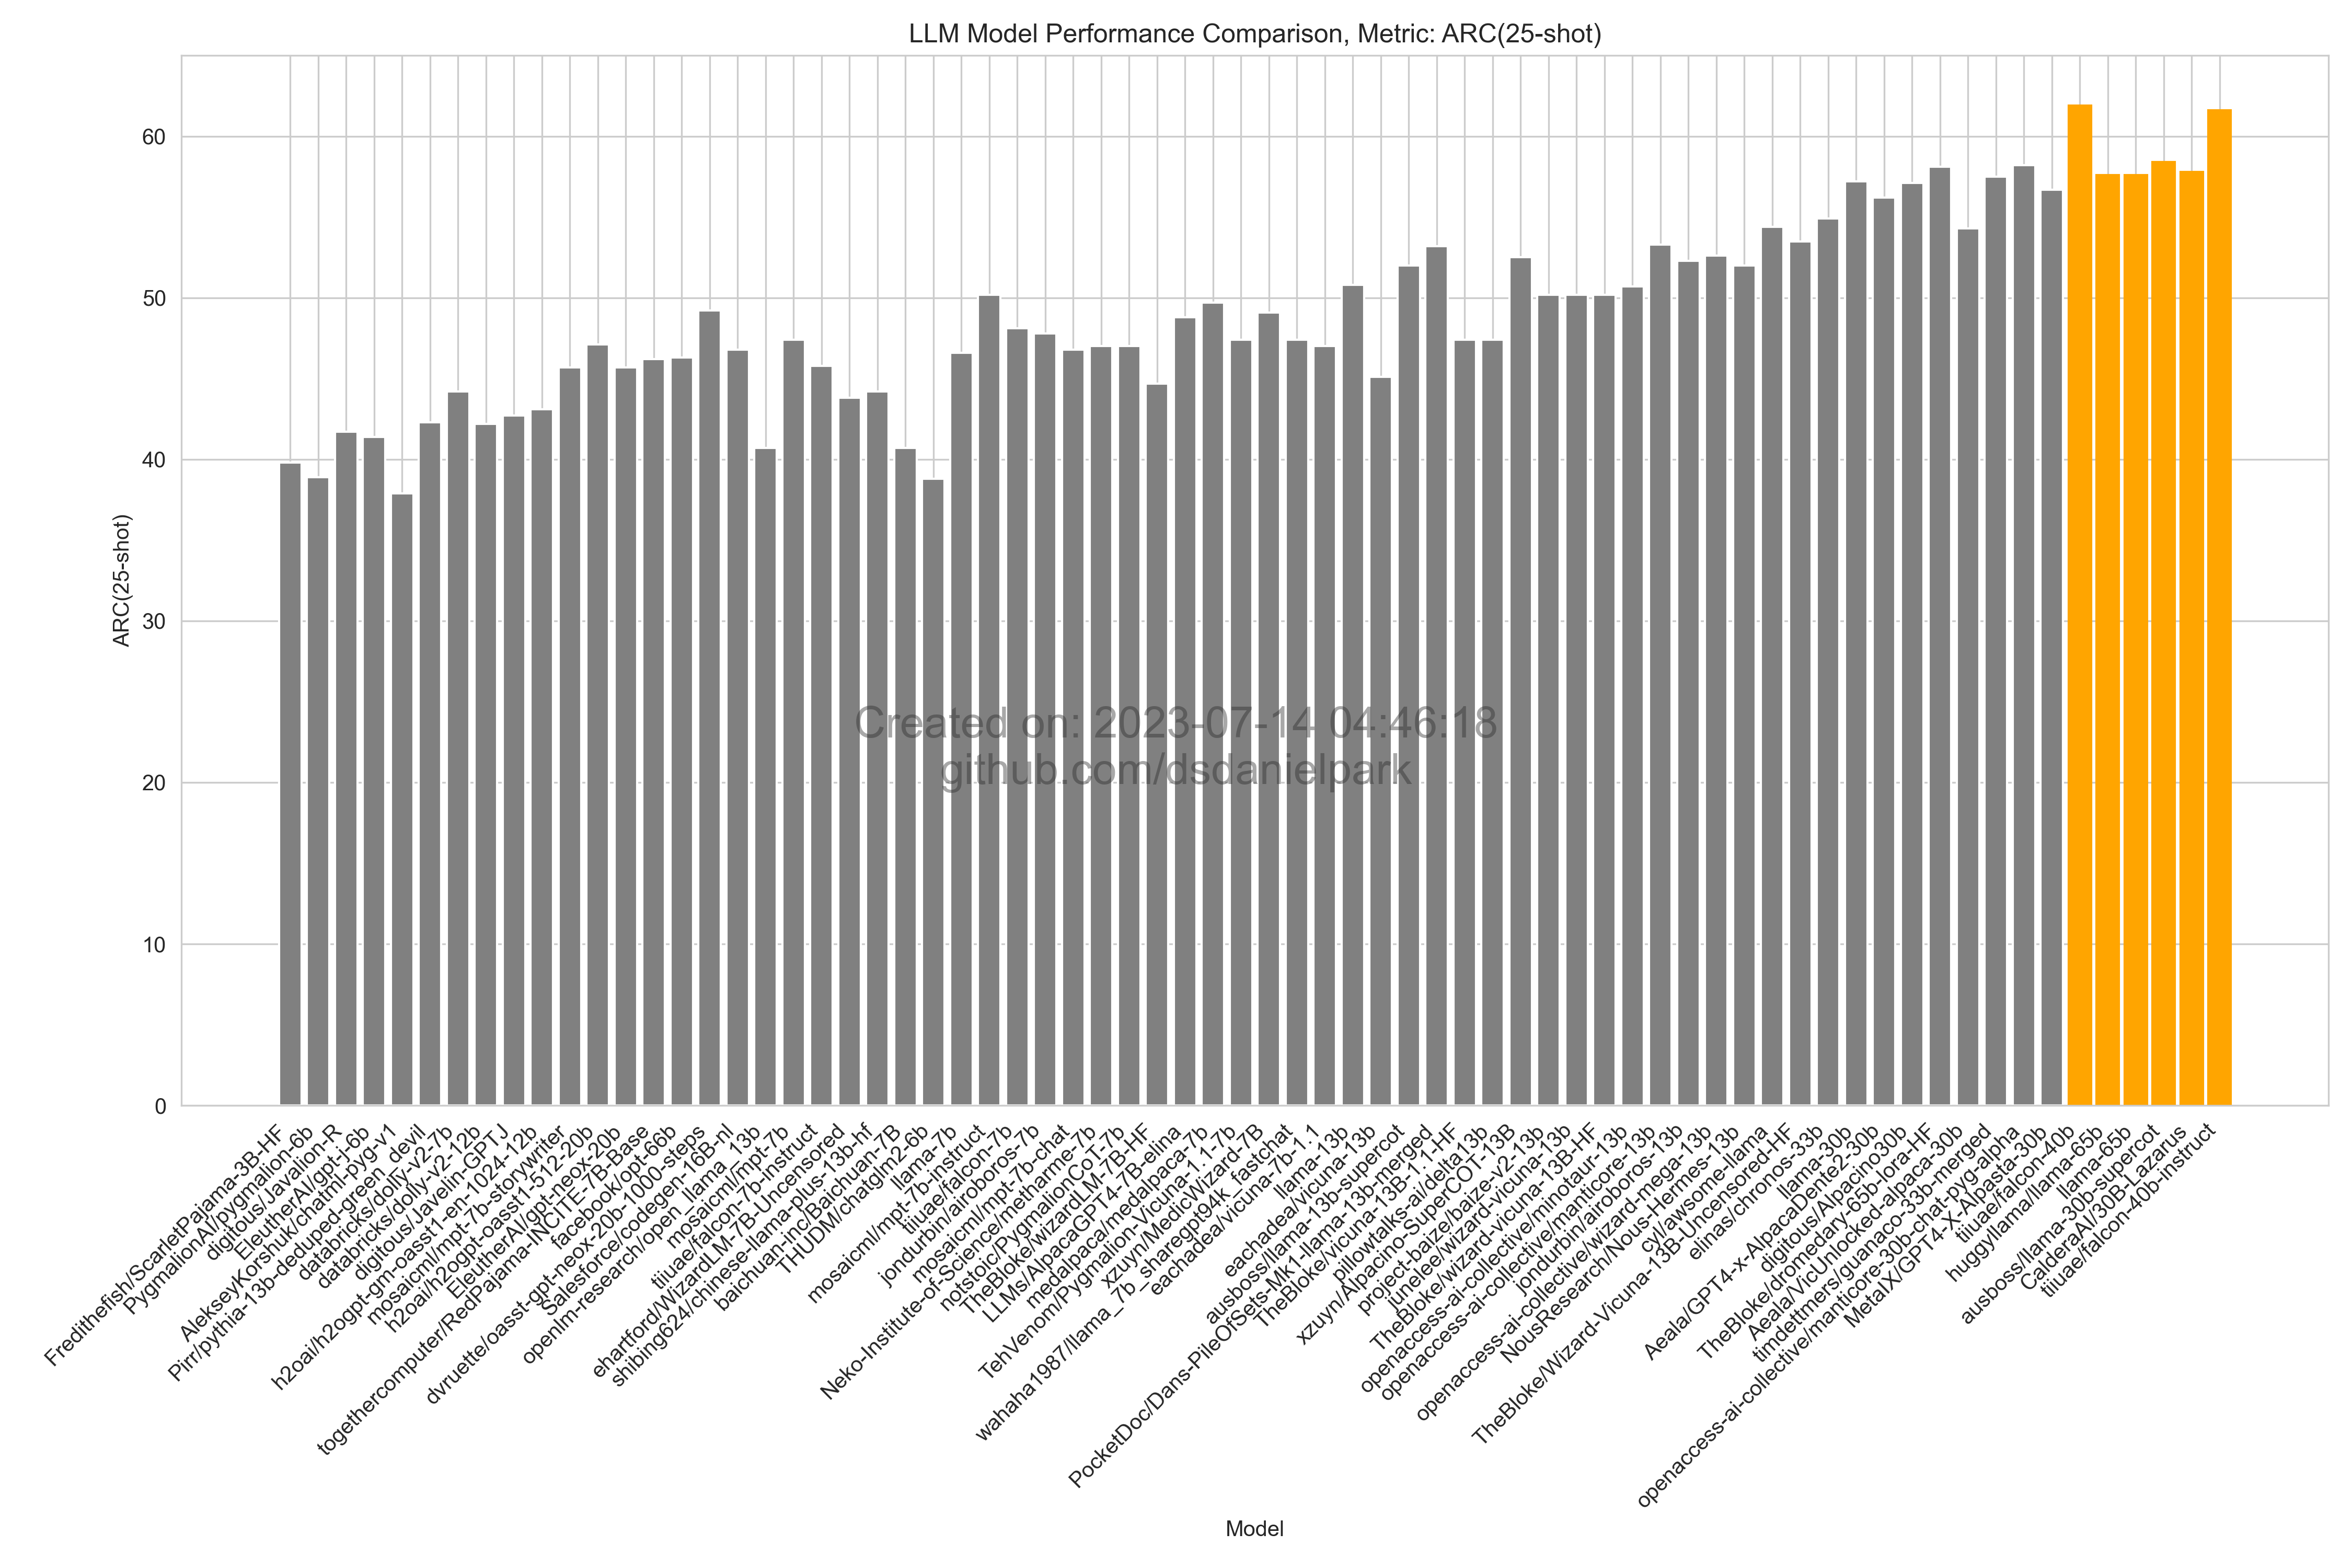 LLM Model Performance Comparison, Metric: ARC(25-shot)
ARC(25-shot)
60
50
40
30
20
10
0
Created on: 2023-07-14 04:46:18
github.com/dsdanielpark
Fredithefish/ScarletPajama-3B-HF
PygmalionAI/pygmalion-6b
digitous/Javalion-R
EleutherAI/gpt-j-6b
AlekseyKorshuk/chatml-pyg-v1
Pirr/pythia-13b-deduped-green_devil
databricks/dolly-v2-7b
databricks/dolly-v2-12b
digitous/Javelin-GPTJ
h2oai/h2ogpt-gm-oasst1-en-1024-12b
mosaicml/mpt-7b-storywriter
h2oai/h2ogpt-oasst1-512-20b
EleutherAI/gpt-neox-20b
togethercomputer/RedPajama-INCITE-7B-Base
facebook/opt-66b
dvruette/oasst-gpt-neox-20b-1000-steps
Salesforce/codegen-16B-nl
openlm-research/open_llama_13b
mosaicml/mpt-7b
tiiuae/falcon-7b-instruct
ehartford/WizardLM-7B-Uncensored
shibing624/chinese-llama-plus-13b-hf
baichuan-inc/Baichuan-7B
THUDM/chatglm2-6b
llama-7b
mosaicml/mpt-7b-instruct
tiiuae/falcon-7b
jondurbin/airoboros-7b
mosaicml/mpt-7b-chat
Neko-Institute-of-Science/metharme-7b
notstoic/PygmalionCoT-7b
TheBloke/wizardLM-7B-HF
LLMs/AlpacaGPT4-7B-elina
medalpaca/medalpaca-7b
TehVenom/Pygmalion-Vicuna-1.1-7b
xzuyn/MedicWizard-7B
wahaha1987/llama_7b_sharegpt94k_fastchat
eachadea/vicuna-7b-1.1
llama-13b
eachadea/vicuna-13b
ausboss/llama-13b-supercot
PocketDoc/Dans-PileOfSets-Mk1-llama-13b-merged
TheBloke/vicuna-13B-1.1-HF
pillowtalks-ai/delta13b
xzuyn/Alpacino-SuperCOT-13B
project-baize/baize-v2-13b
junelee/wizard-vicuna-13b
TheBloke/wizard-vicuna-13B-HF
openaccess-ai-collective/minotaur-13b
openaccess-ai-collective/manticore-13b
jondurbin/airoboros-13b
openaccess-ai-collective/wizard-mega-13b
NousResearch/Nous-Hermes-13b
cyl/awsome-llama
TheBloke/Wizard-Vicuna-13B-Uncensored-HF
elinas/chronos-33b
llama-30b
Aeala/GPT4-x-AlpacaDente2-30b
digitous/Alpacino30b
TheBloke/dromedary-65b-lora-HF
Aeala/VicUnlocked-alpaca-30b
timdettmers/guanaco-33b-merged
openaccess-ai-collective/manticore-30b-chat-pyg-alpha
MetaIX/GPT4-X-Alpasta-30b
tiiuae/falcon-40b
huggyllama/llama-65b
llama-65b
ausboss/llama-30b-supercot
CalderaAI/30B-Lazarus
tiiuae/falcon-40b-instruct
Model